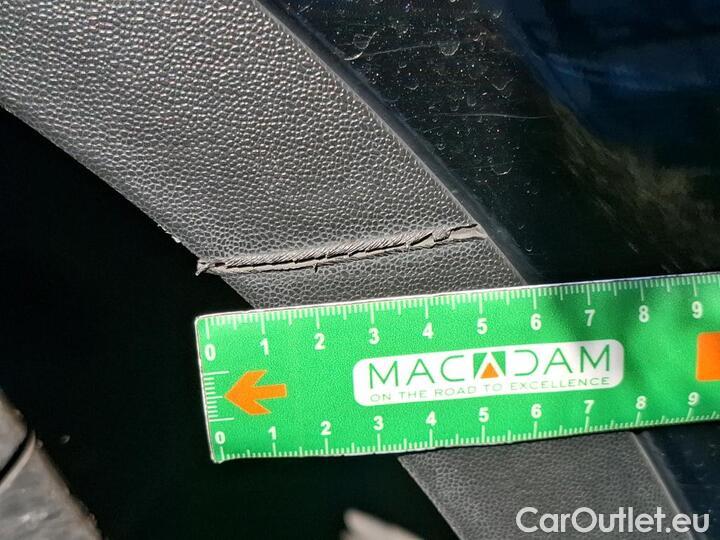 0 1 2 3 4 5 6 7 8 9
MACADAM
ON THE ROAD TO EXCELLENCE
0 1 2 3 4 5 6 7 8 9
CarOutlet.eu